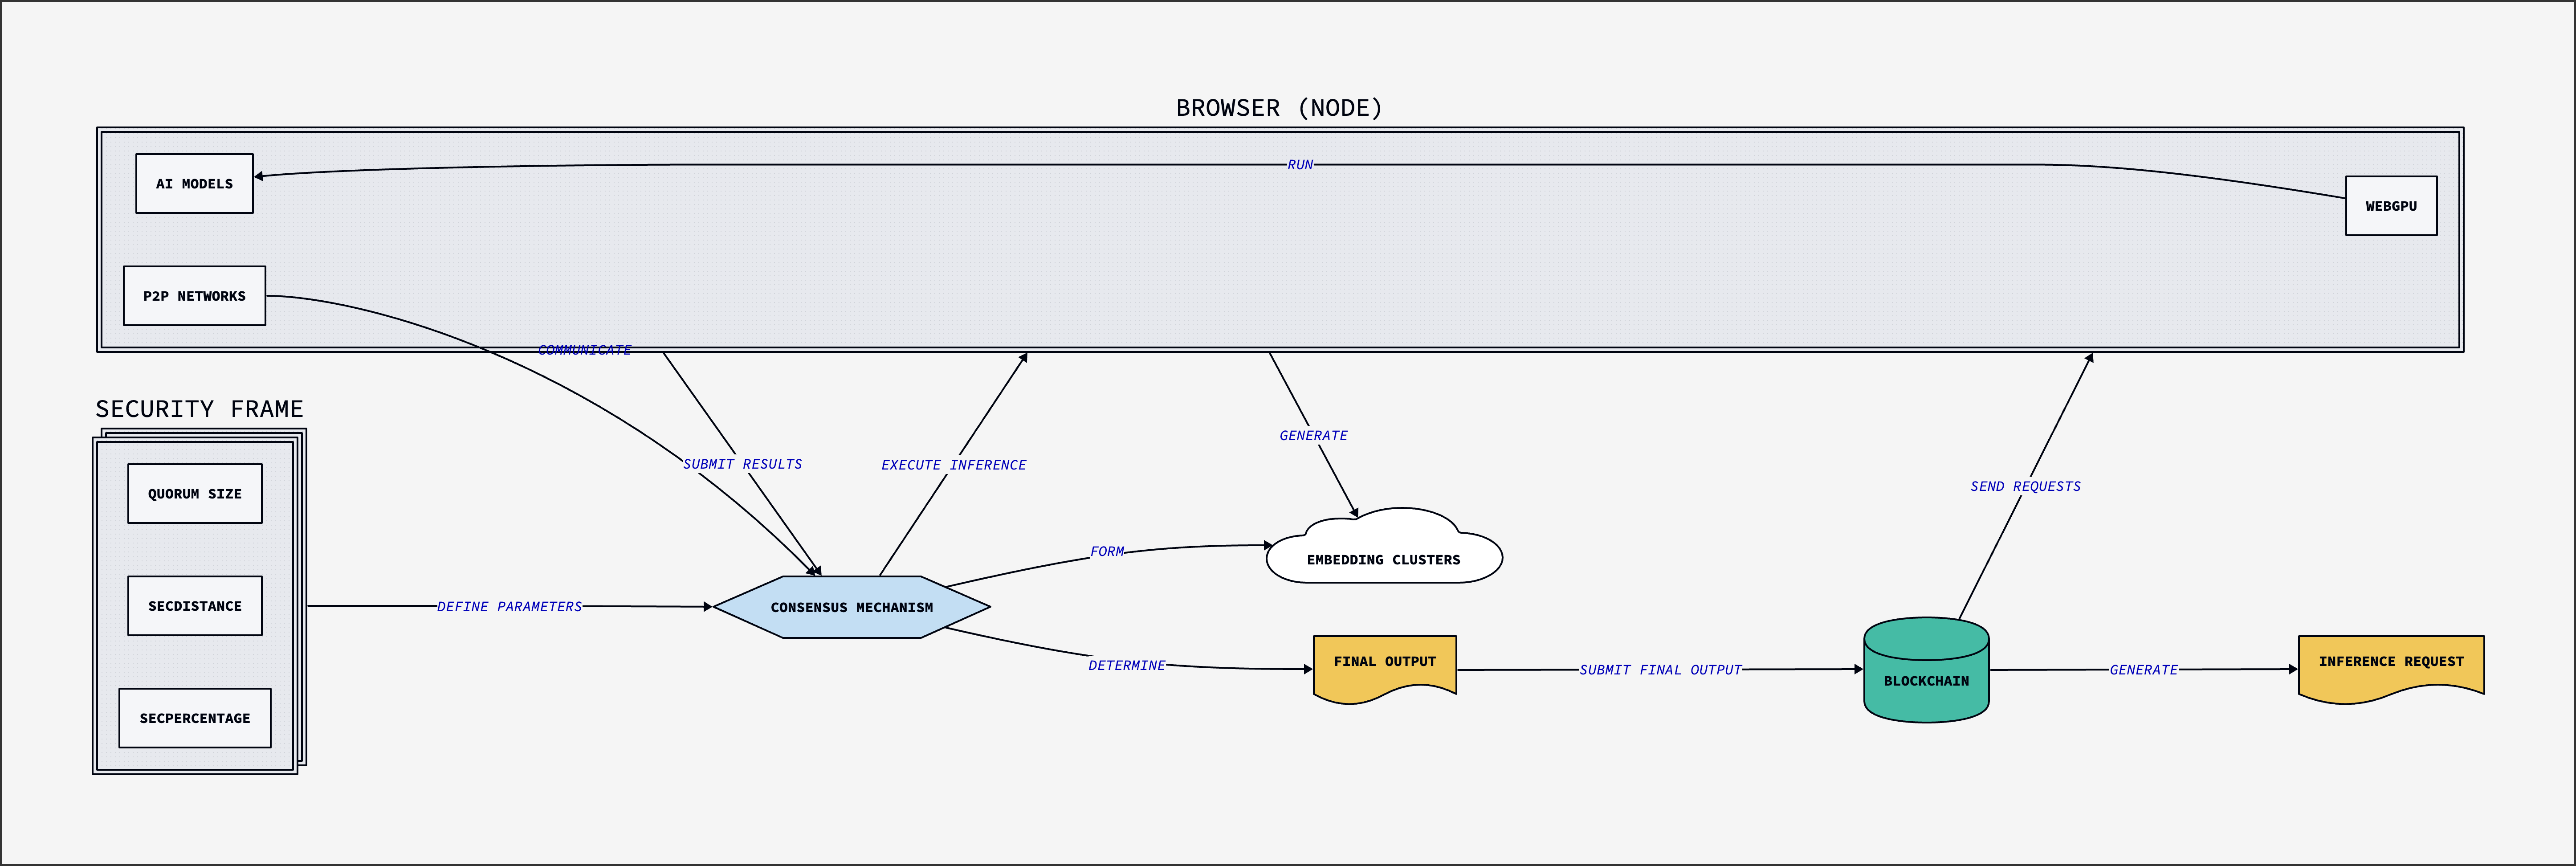 BROWSER (NODE)
AI MODELS
RUN
WEBGPU
P2P NETWORKS
COMMUNICATE
SECURITY FRAME
QUORUM SIZE
SECDISTANCE
SECPERCENTAGE
DEFINE PARAMETERS
SUBMIT RESULTS
EXECUTE INFERENCE
GENERATE
SEND REQUESTS
CONSENSUS MECHANISM
FORM
EMBEDDING CLUSTERS
DETERMINE
FINAL OUTPUT
SUBMIT FINAL OUTPUT
BLOCKCHAIN
GENERATE
INFERENCE REQUEST